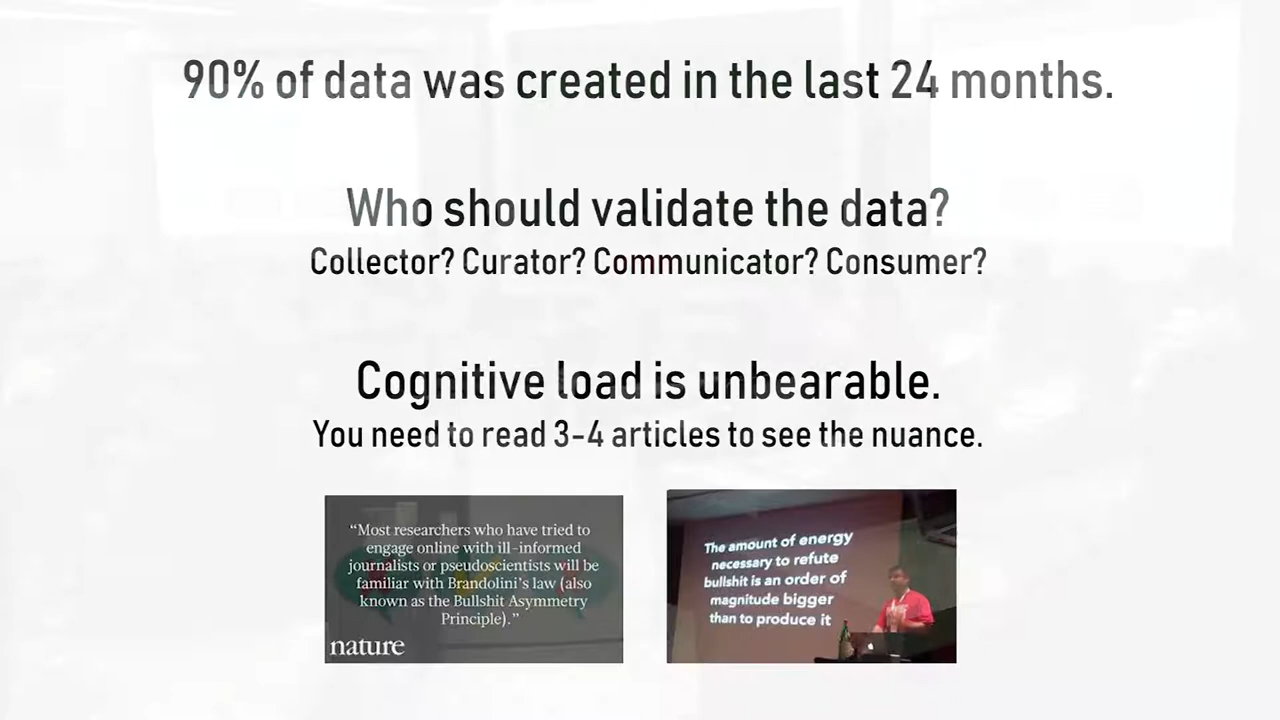 90% of data was created in the last 24 months.
Who should validate the data?
Collector? Curator? Communicator? Consumer?
Cognitive load is unbearable.
You need to read 3-4 articles to see the nuance.
“Most researchers who have tried to
engage online with ill-informed
journalists or pseudoscientists will be
familiar with Brandolini’s law (also
known as the Bullshit Asymmetry
Principle).”
nature
The amount of energy
necessary to refute
bullshit is an order of
magnitude bigger
than to produce it